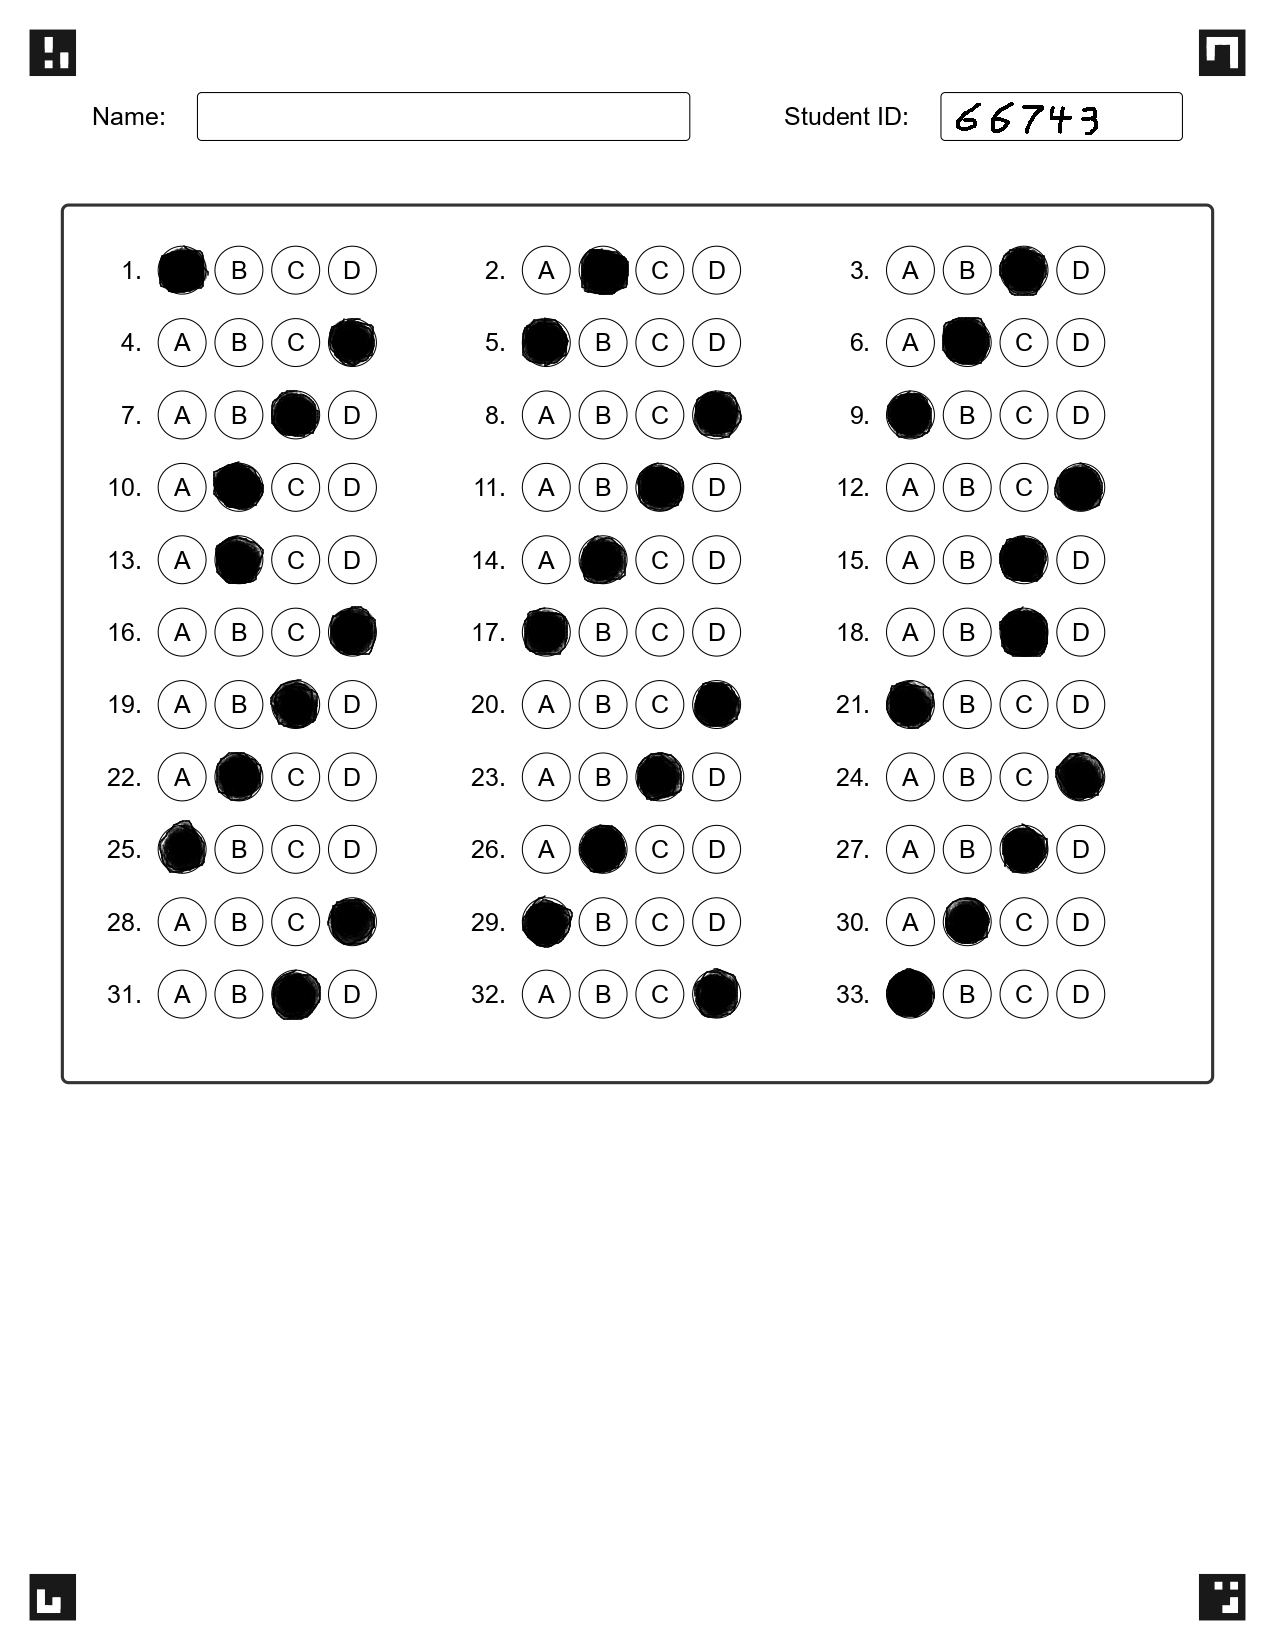 Name: Student ID: 66743
1. B C D 2. A C D 3. A B D
4. A B C 5. B C D 6. A C D
7. A B D 8. A B C 9. B C D
10. A C D 11. A B D 12. A B C
13. A C D 14. A C D 15. A B D
16. A B C 17. B C D 18. A B D
19. A B D 20. A B C 21. B C D
22. A C D 23. A B D 24. A B C
25. B C D 26. A C D 27. A B D
28. A B C 29. B C D 30. A C D
31. A B D 32. A B C 33. B C D